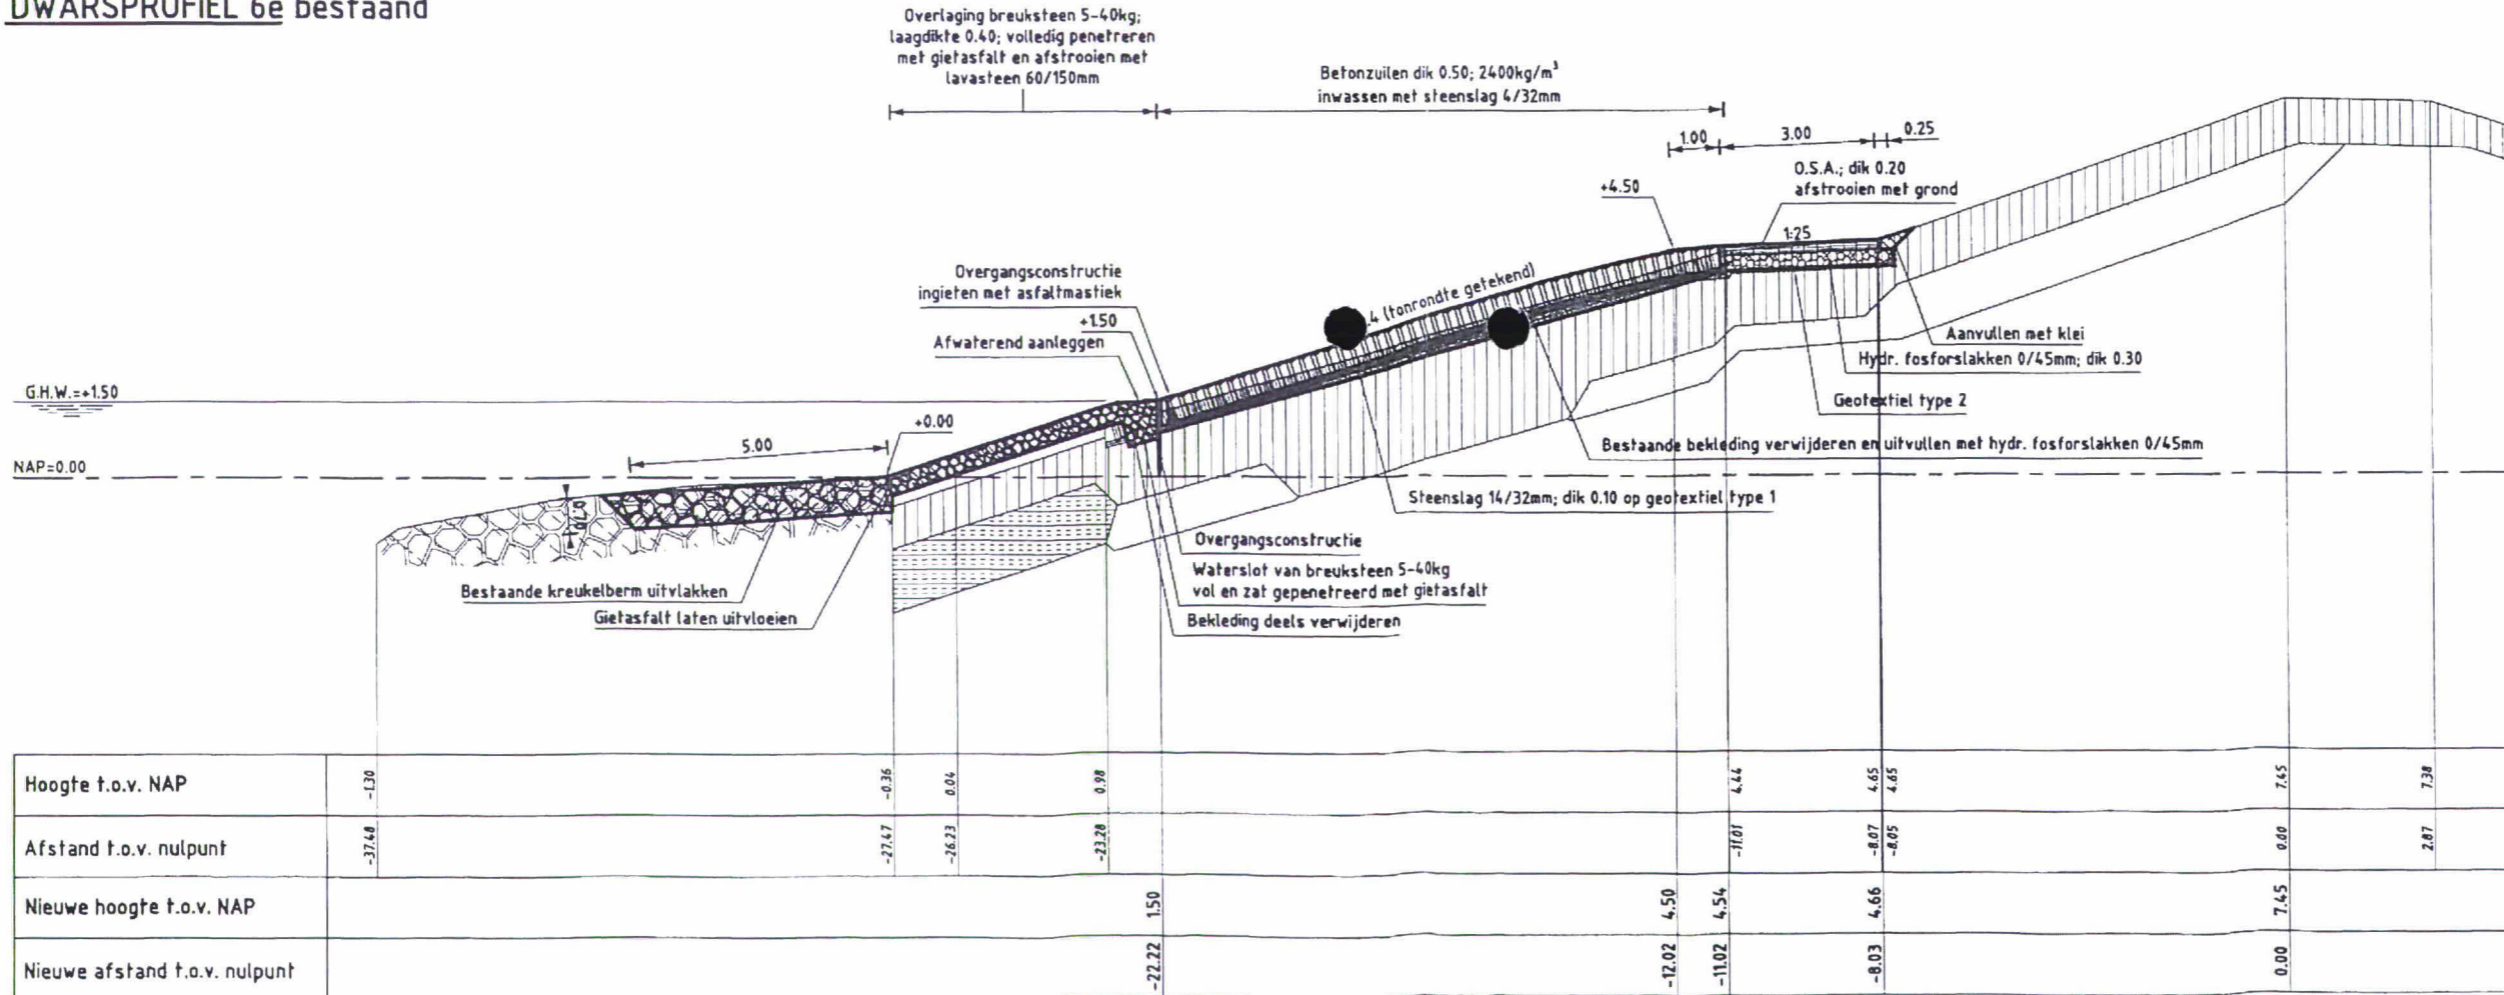 DWARSPROFIEL 6e bestaand
Overlaging breuksteen 5-40kg;
laagdikte 0.40; volledig penetreren
met gietasfalt en afstrooien met
lavasteen 60/150mm
Betonzuilen dik 0.50; 2400kg/m³
inwassen met steenslag 4/32mm
1.00
3.00
0.25
O.S.A.; dik 0.20
afstrooien met grond
+4.50
1:25
Overgangsconstructie
ingieten met asfaltmastiek
+1.50
Afwaterend aanleggen
.4 (tonrondte getekend)
Aanvullen met klei
Hydr. fosforslakken 0/45mm; dik 0.30
Geotextiel type 2
G.H.W.=+1.50
+0.00
5.00
Bestaande bekleding verwijderen en uitvullen met hydr. fosforslakken 0/45mm
NAP=0.00
Steenslag 14/32mm; dik 0.10 op geotextiel type 1
0.70
Overgangsconstructie
Waterslot van breuksteen 5-40kg
vol en zat gepenetreerd met gietasfalt
Bekleding deels verwijderen
Bestaande kreukelberm uitvlakken
Gietasfalt laten uitvloeien
Hoogte t.o.v. NAP -1.30 -0.36 0.04 0.98 4.44 4.65 4.65 7.45 7.38
Afstand t.o.v. nulpunt -37.48 -27.47 -26.23 -23.28 -11.01 -8.07 -8.05 0.00 2.87
Nieuwe hoogte t.o.v. NAP 1.50 4.50 4.54 4.66 7.45
Nieuwe afstand t.o.v. nulpunt -22.22 -12.02 -11.02 -8.03 0.00